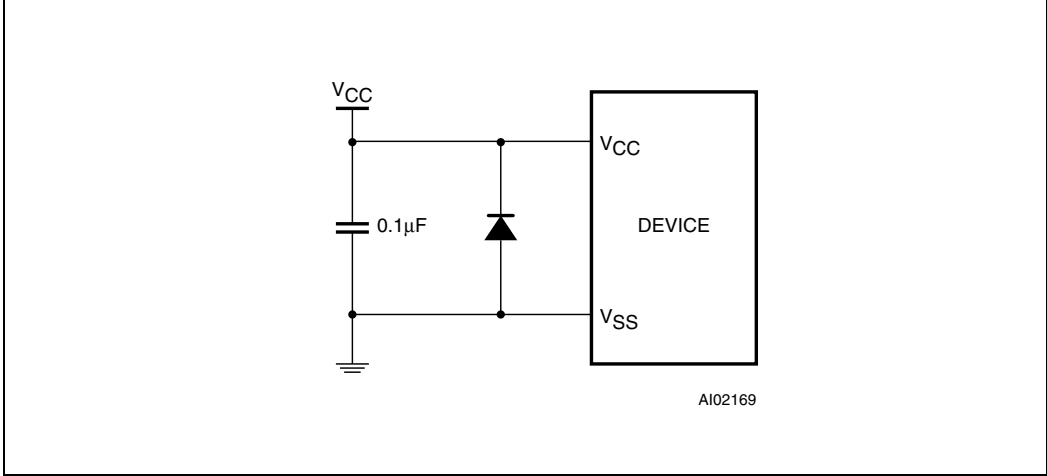 VCC
VCC
0.1μF
DEVICE
VSS
AI02169